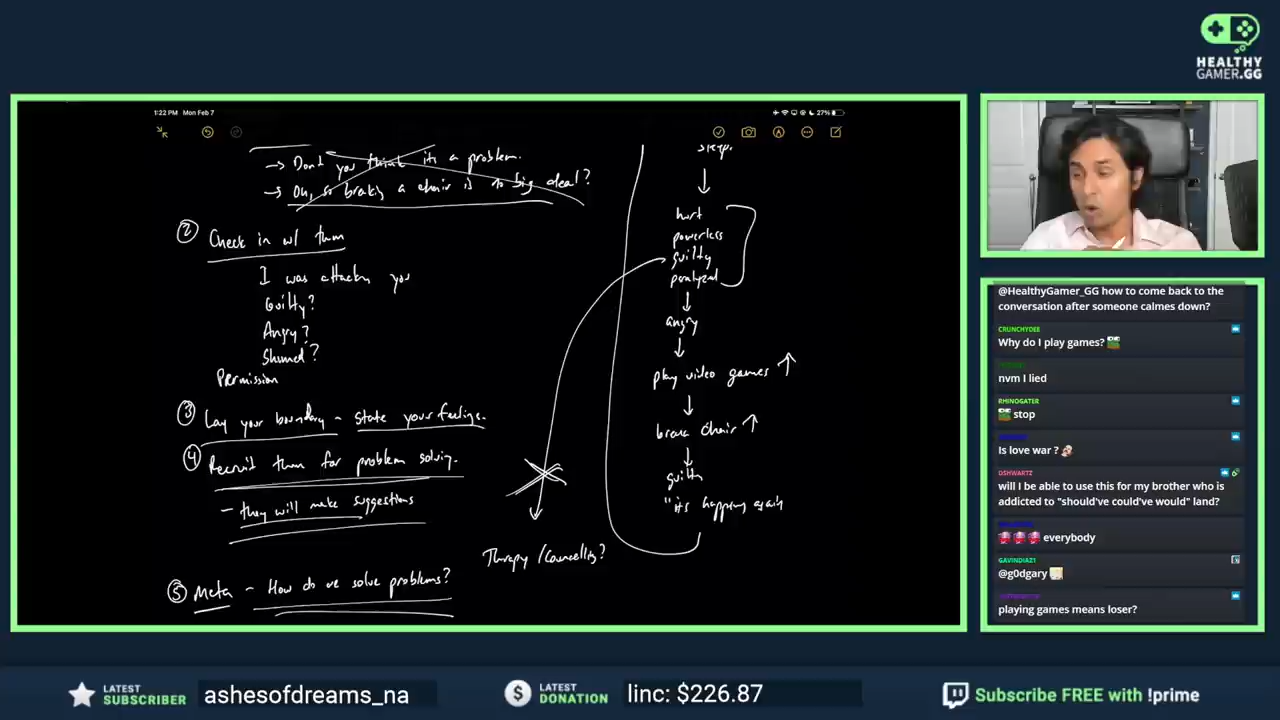 HEALTHY
GAMER.GG
1:22 PM Mon Feb 7
27%
→ Don't you think its a problem.
→ Oh, so braking a chair is no big deal?
② Check in w/ them
I was attacking you
Guilty?
Angry?
Shamed?
Permission
③ Lay your boundary - state your feelings.
④ Recruit them for problem solving.
- they will make suggestions
⑤ Meta - How do we solve problems?
Therapy /Councelling?
sleep.
hurt
powerless
guilty
paralyzed
angry
play video games ↑
break chair ↑
guilty
"it's happening again
@HealthyGamer_GG how to come back to the
conversation after someone calmes down?
CRUNCHYDEE
Why do I play games?
nvm I lied
RHINOGATER
stop
Is love war ?
DSHWARTZ
will I be able to use this for my brother who is
addicted to "should've could've would" land?
everybody
GAVINDIAZ1
@g0dgary
playing games means loser?
LATEST
SUBSCRIBER
ashesofdreams_na
LATEST
DONATION
linc: $226.87
Subscribe FREE with !prime